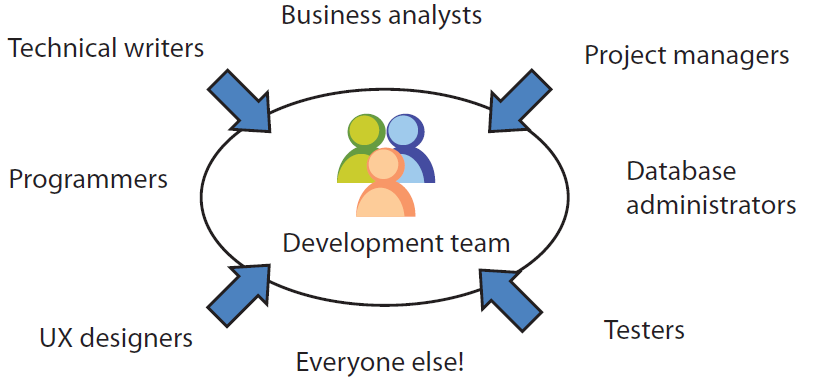 Business analysts
Technical writers
Project managers
Programmers
Database
administrators
Development team
UX designers
Testers
Everyone else!